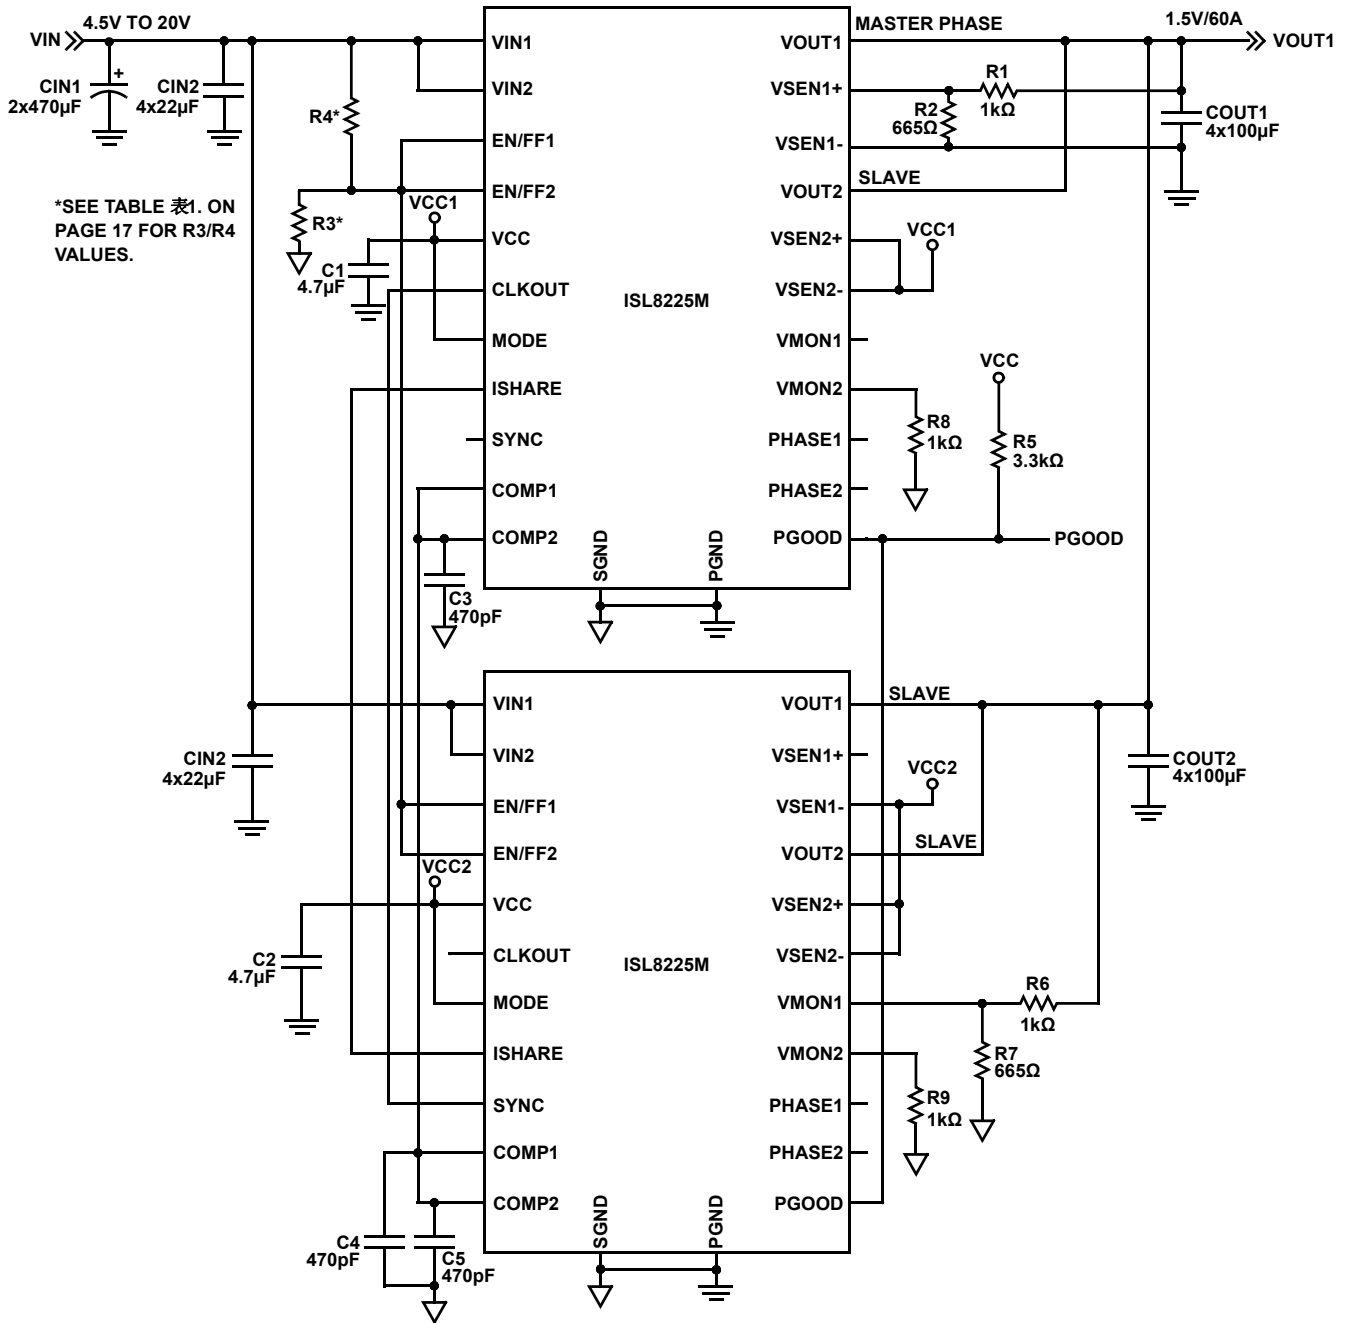 4.5V TO 20V
VIN
CIN1
2x470µF
CIN2
4x22µF
R4*
R3*
*SEE TABLE 表1. ON
PAGE 17 FOR R3/R4
VALUES.
VCC1
C1
4.7µF
C3
470pF
VIN1
VIN2
EN/FF1
EN/FF2
VCC
CLKOUT
MODE
ISHARE
SYNC
COMP1
COMP2
ISL8225M
SGND
PGND
VOUT1
VSEN1+
VSEN1-
VOUT2
VSEN2+
VSEN2-
VMON1
VMON2
PHASE1
PHASE2
PGOOD
MASTER PHASE
1.5V/60A
VOUT1
R1
1kΩ
R2
665Ω
COUT1
4x100µF
SLAVE
VCC1
VCC
R8
1kΩ
R5
3.3kΩ
PGOOD
CIN2
4x22µF
VCC2
C2
4.7µF
C4
470pF
C5
470pF
VIN1
VIN2
EN/FF1
EN/FF2
VCC
CLKOUT
MODE
ISHARE
SYNC
COMP1
COMP2
ISL8225M
SGND
PGND
VOUT1
VSEN1+
VSEN1-
VOUT2
VSEN2+
VSEN2-
VMON1
VMON2
PHASE1
PHASE2
PGOOD
SLAVE
VCC2
COUT2
4x100µF
SLAVE
R6
1kΩ
R7
665Ω
R9
1kΩ